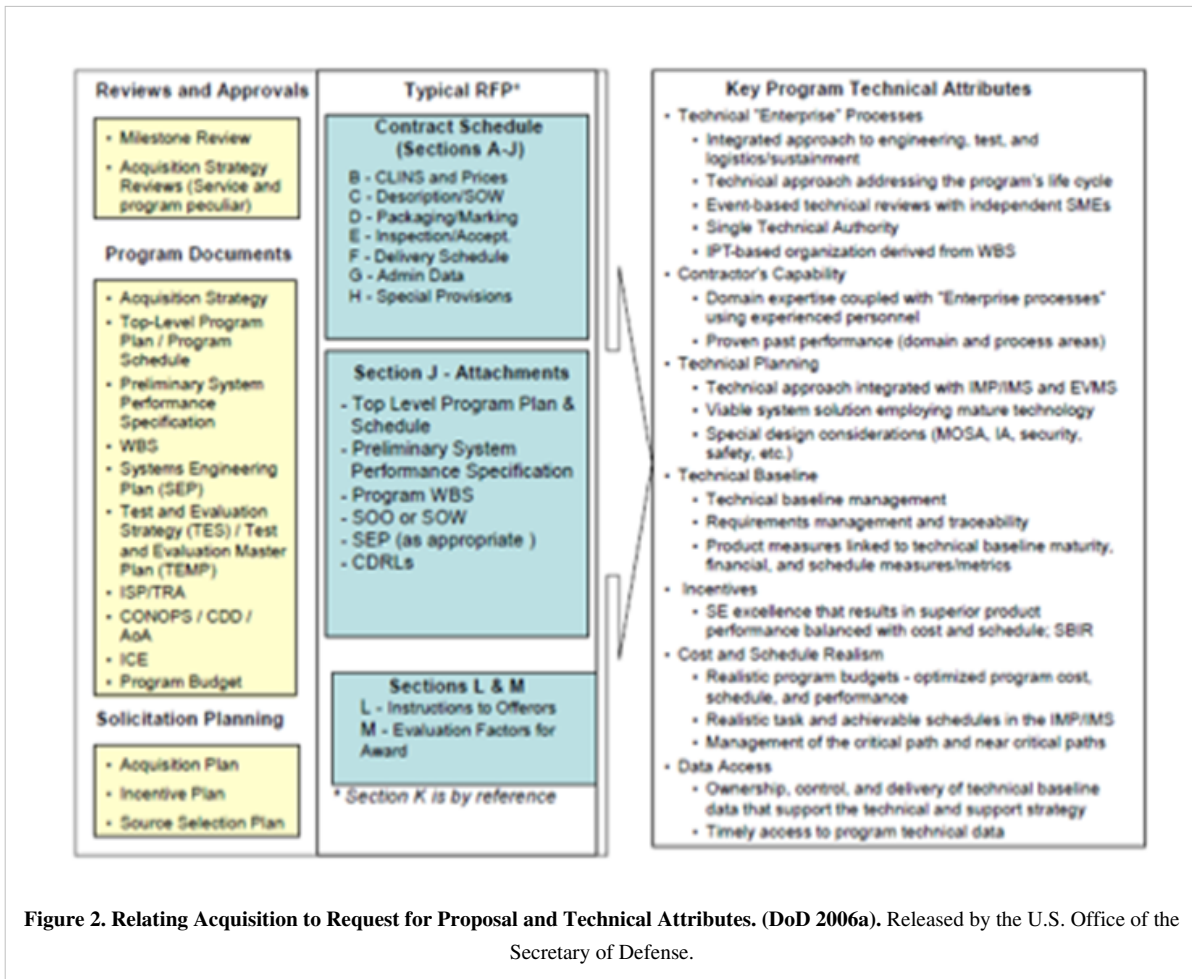 Reviews and Approvals
• Milestone Review
• Acquisition Strategy
Reviews (Service and
program peculiar)
Program Documents
• Acquisition Strategy
• Top-Level Program
Plan / Program
Schedule
• Preliminary System
Performance
Specification
• WBS
• Systems Engineering
Plan (SEP)
• Test and Evaluation
Strategy (TES) / Test
and Evaluation Master
Plan (TEMP)
• ISP/TRA
• CONOPS / CDD /
AoA
• ICE
• Program Budget
Solicitation Planning
• Acquisition Plan
• Incentive Plan
• Source Selection Plan
Typical RFP*
Contract Schedule
(Sections A-J)
B - CLINS and Prices
C - Description/SOW
D - Packaging/Marking
E - Inspection/Accept.
F - Delivery Schedule
G - Admin Data
H - Special Provisions
Section J - Attachments
- Top Level Program Plan &
Schedule
- Preliminary System
Performance Specification
- Program WBS
- SOO or SOW
- SEP (as appropriate )
- CDRLs
Sections L & M
L - Instructions to Offerors
M - Evaluation Factors for
Award
* Section K is by reference
Key Program Technical Attributes
• Technical "Enterprise" Processes
• Integrated approach to engineering, test, and
logistics/sustainment
• Technical approach addressing the program's life cycle
• Event-based technical reviews with independent SMEs
• Single Technical Authority
• IPT-based organization derived from WBS
• Contractor's Capability
• Domain expertise coupled with "Enterprise processes"
using experienced personnel
• Proven past performance (domain and process areas)
• Technical Planning
• Technical approach integrated with IMP/IMS and EVMS
• Viable system solution employing mature technology
• Special design considerations (MOSA, IA, security,
safety, etc.)
• Technical Baseline
• Technical baseline management
• Requirements management and traceability
• Product measures linked to technical baseline maturity,
financial, and schedule measures/metrics
• Incentives
• SE excellence that results in superior product
performance balanced with cost and schedule; SBIR
• Cost and Schedule Realism
• Realistic program budgets - optimized program cost,
schedule, and performance
• Realistic task and achievable schedules in the IMP/IMS
• Management of the critical path and near critical paths
• Data Access
• Ownership, control, and delivery of technical baseline
data that support the technical and support strategy
• Timely access to program technical data
Figure 2. Relating Acquisition to Request for Proposal and Technical Attributes. (DoD 2006a). Released by the U.S. Office of the
Secretary of Defense.